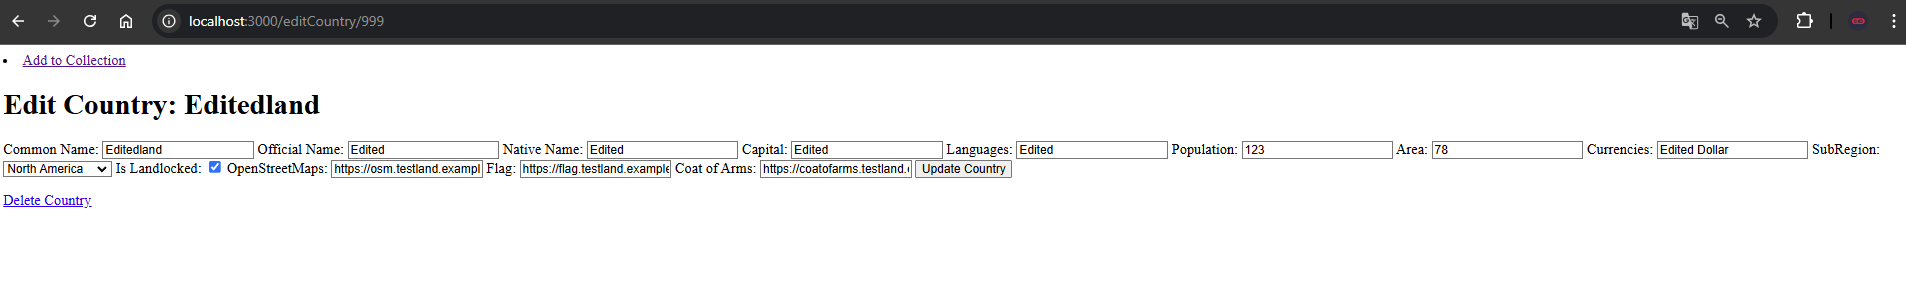 localhost:3000/editCountry/999
Add to Collection
Edit Country: Editedland
Common Name: Editedland Official Name: Edited Native Name: Edited Capital: Edited Languages: Edited Population: 123 Area: 78 Currencies: Edited Dollar SubRegion:
North America Is Landlocked: OpenStreetMaps: https://osm.testland.exampl Flag: https://flag.testland.example Coat of Arms: https://coatofarms.testland. Update Country
Delete Country